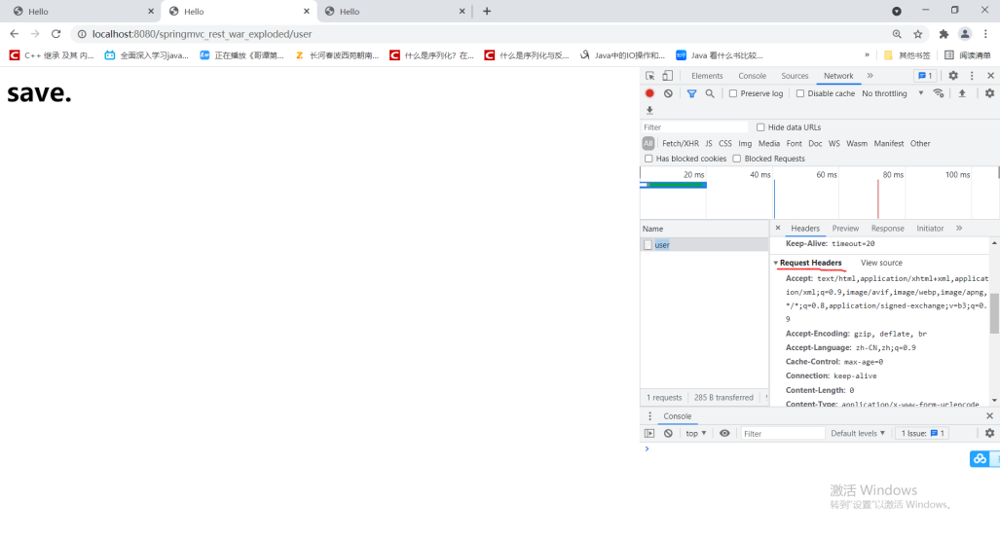 Hello
Hello
Hello
localhost:8080/springmvc_rest_war_exploded/user
C++ 继承 及其 内...
全面深入学习java...
正在播放《哥谭第...
长河春波西苑朝南...
什么是序列化？在...
什么是序列化与反...
Java中的IO操作和...
Java 看什么书比较...
»
其他书签
阅读清单
save.
Elements
Console
Sources
Network
»
1
Preserve log
Disable cache
No throttling
Filter
Hide data URLs
All
Fetch/XHR
JS
CSS
Img
Media
Font
Doc
WS
Wasm
Manifest
Other
Has blocked cookies
Blocked Requests
20 ms
40 ms
60 ms
80 ms
100 ms
Name
user
1 requests
285 B transferred
Headers
Preview
Response
Initiator
»
Keep-Alive: timeout=20
Request Headers
View source
Accept: text/html,application/xhtml+xml,applicat
ion/xml;q=0.9,image/avif,image/webp,image/apng,
*/*;q=0.8,application/signed-exchange;v=b3;q=0.
9
Accept-Encoding: gzip, deflate, br
Accept-Language: zh-CN,zh;q=0.9
Cache-Control: max-age=0
Connection: keep-alive
Content-Length: 0
Content-Type: application/x-www-form-urlencode
Console
top
Filter
Default levels
1 Issue:
1
激活 Windows
转到"设置"以激活 Windows。